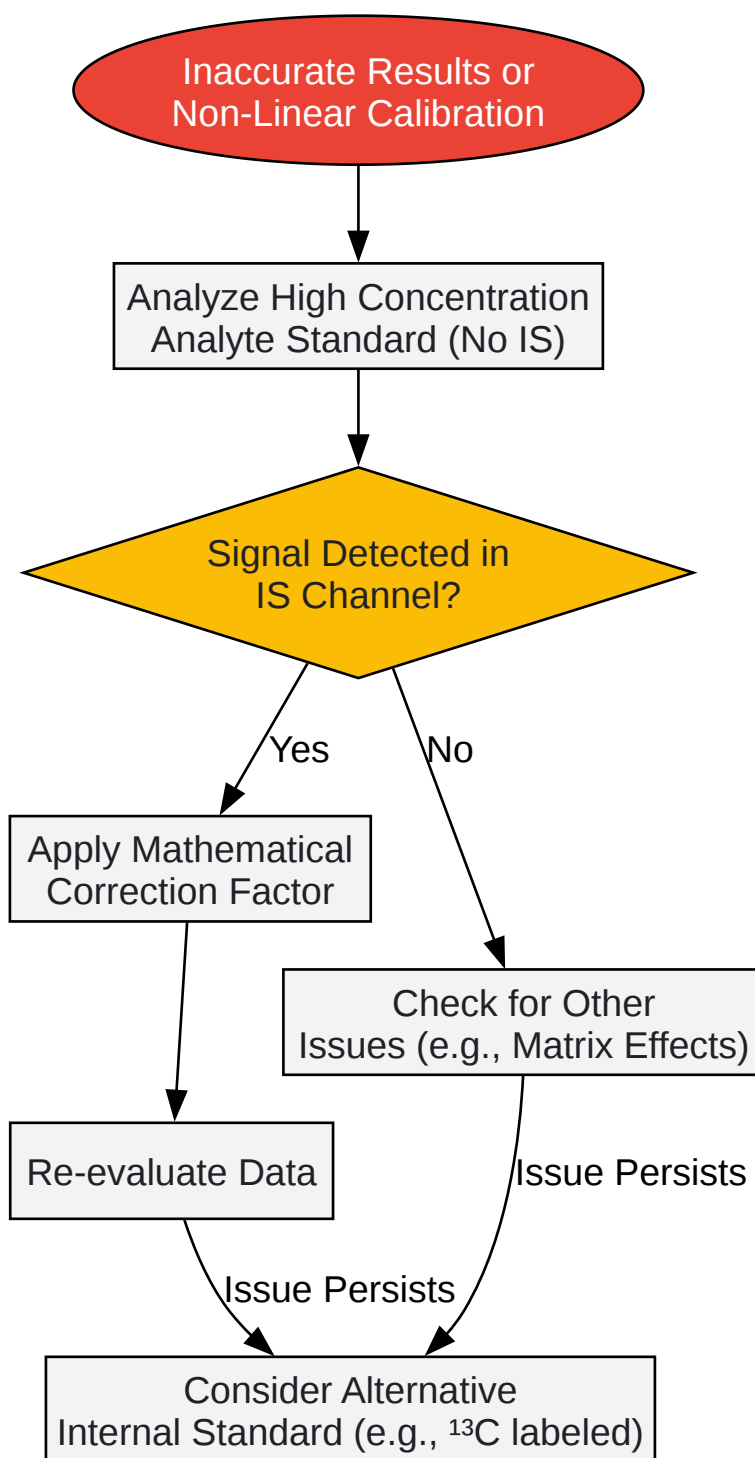 Inaccurate Results or
Non-Linear Calibration
Analyze High Concentration
Analyte Standard (No IS)
Signal Detected in
IS Channel?
Yes
No
Apply Mathematical
Correction Factor
Check for Other
Issues (e.g., Matrix Effects)
Re-evaluate Data
Issue Persists
Issue Persists
Consider Alternative
Internal Standard (e.g., ¹³C labeled)